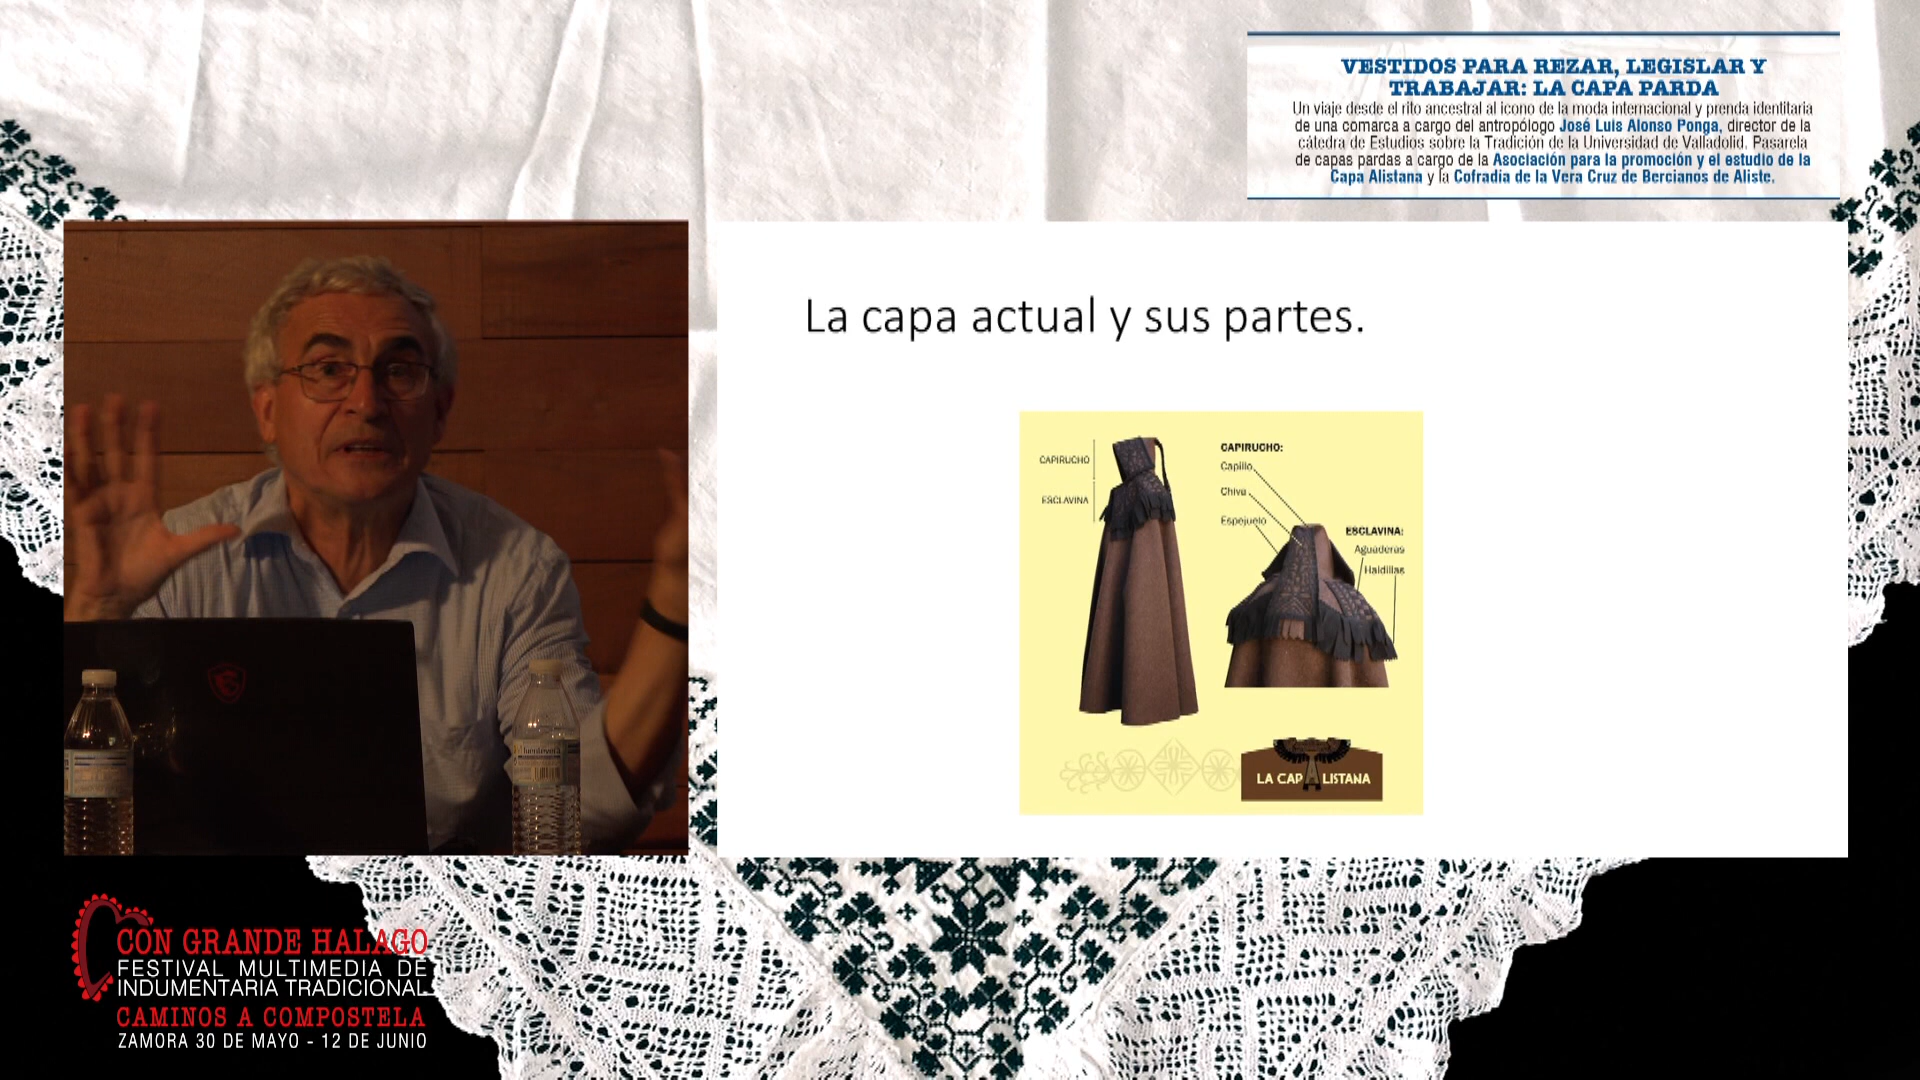 VESTIDOS PARA REZAR, LEGISLAR Y
TRABAJAR: LA CAPA PARDA
Un viaje desde el rito ancestral al icono de la moda internacional y prenda identitaria
de una comarca a cargo del antropólogo José Luis Alonso Ponga, director de la
cátedra de Estudios sobre la Tradición de la Universidad de Valladolid. Pasarela
de capas pardas a cargo de la Asociación para la promoción y el estudio de la
Capa Alistana y la Cofradía de la Vera Cruz de Bercianos de Aliste.
La capa actual y sus partes.
CAPIRUCHO
ESCLAVINA
CAPIRUCHO:
Capillo
Chiva
Espejuelo
ESCLAVINA:
Aguaderas
Haldillas
LA CAPA LISTANA
CON GRANDE HALAGO
FESTIVAL MULTIMEDIA DE
INDUMENTARIA TRADICIONAL
CAMINOS A COMPOSTELA
ZAMORA 30 DE MAYO - 12 DE JUNIO